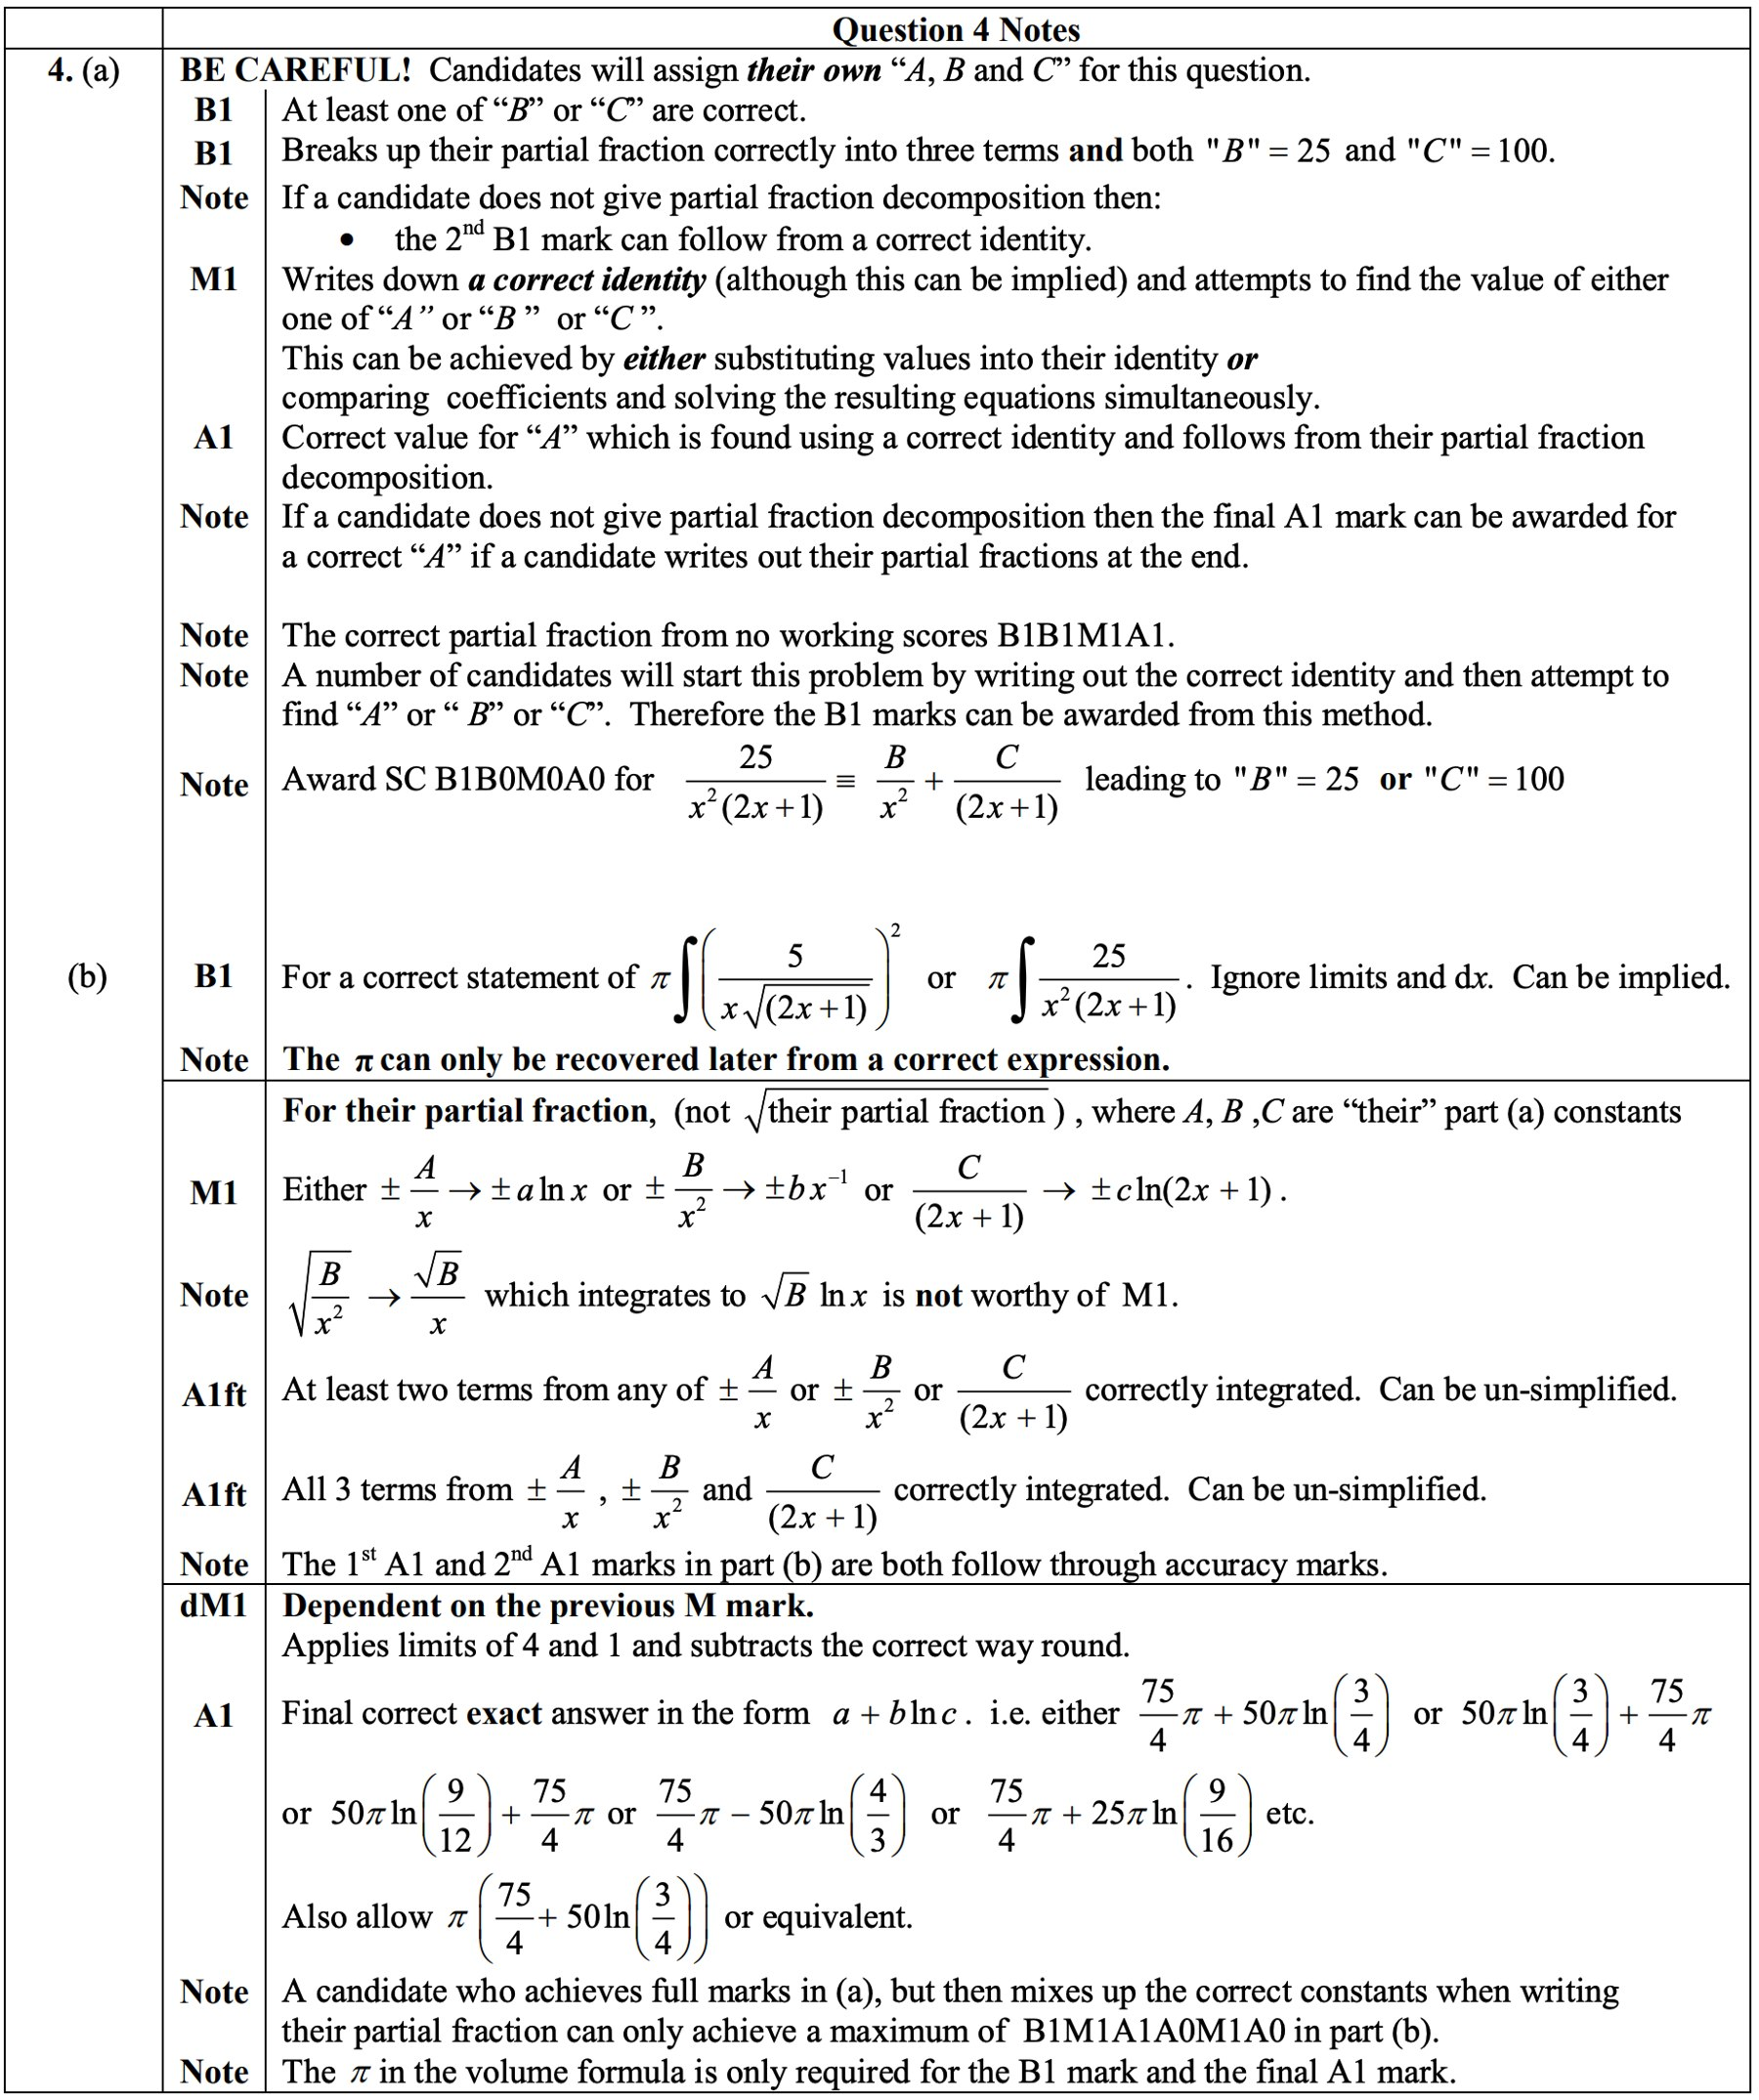 Question 4 Notes
4. (a) BE CAREFUL! Candidates will assign their own “A, B and C” for this question.
B1 At least one of “B” or “C” are correct.
B1 Breaks up their partial fraction correctly into three terms and both "B" = 25 and "C" = 100.
Note If a candidate does not give partial fraction decomposition then:
• the 2nd B1 mark can follow from a correct identity.
M1 Writes down a correct identity (although this can be implied) and attempts to find the value of either
one of “A” or “B ” or “C ”.
This can be achieved by either substituting values into their identity or
comparing coefficients and solving the resulting equations simultaneously.
A1 Correct value for “A” which is found using a correct identity and follows from their partial fraction
decomposition.
Note If a candidate does not give partial fraction decomposition then the final A1 mark can be awarded for
a correct “A” if a candidate writes out their partial fractions at the end.
Note The correct partial fraction from no working scores B1B1M1A1.
Note A number of candidates will start this problem by writing out the correct identity and then attempt to
find “A” or “ B” or “C”. Therefore the B1 marks can be awarded from this method.
Note Award SC B1B0M0A0 for 25/(x²(2x+1)) ≡ B/x² + C/(2x+1) leading to "B" = 25 or "C" = 100
(b) B1 For a correct statement of π∫(5/(x√(2x+1)))² or π∫25/(x²(2x+1)). Ignore limits and dx. Can be implied.
Note The π can only be recovered later from a correct expression.
For their partial fraction, (not √(their partial fraction)), where A, B ,C are “their” part (a) constants
M1 Either ± A/x → ± a ln x or ± B/x² → ±bx⁻¹ or C/(2x + 1) → ± c ln(2x + 1).
Note √(B/x²) → √B/x which integrates to √B ln x is not worthy of M1.
A1ft At least two terms from any of ± A/x or ± B/x² or C/(2x + 1) correctly integrated. Can be un-simplified.
A1ft All 3 terms from ± A/x , ± B/x² and C/(2x + 1) correctly integrated. Can be un-simplified.
Note The 1st A1 and 2nd A1 marks in part (b) are both follow through accuracy marks.
dM1 Dependent on the previous M mark.
Applies limits of 4 and 1 and subtracts the correct way round.
A1 Final correct exact answer in the form a + b ln c. i.e. either 75/4 π + 50π ln(3/4) or 50π ln(3/4) + 75/4 π
or 50π ln(9/12) + 75/4 π or 75/4 π − 50π ln(4/3) or 75/4 π + 25π ln(9/16) etc.
Also allow π(75/4 + 50 ln(3/4)) or equivalent.
Note A candidate who achieves full marks in (a), but then mixes up the correct constants when writing
their partial fraction can only achieve a maximum of B1M1A1A0M1A0 in part (b).
Note The π in the volume formula is only required for the B1 mark and the final A1 mark.